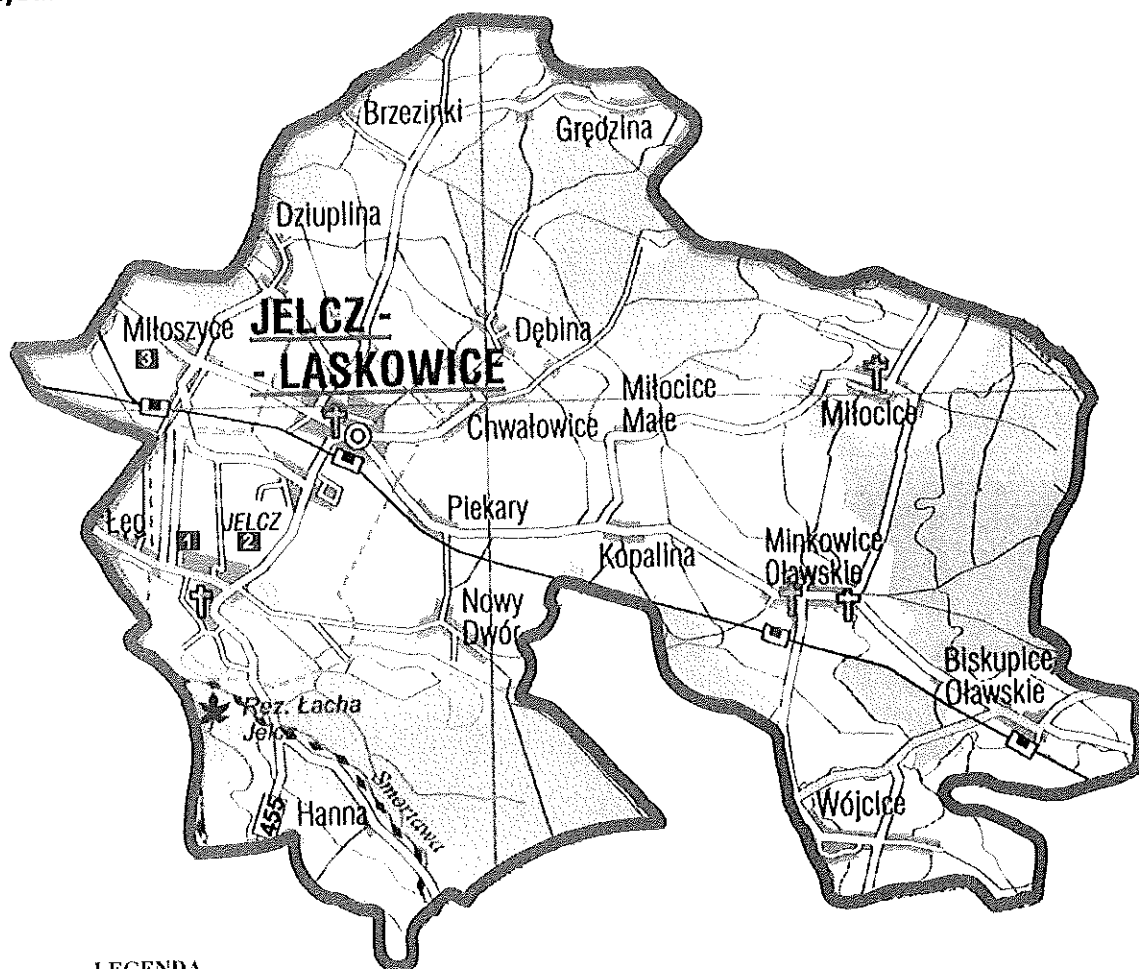 Brzezinki
Grędzina
Dziuplina
JELCZ -
- LASKOWICE
Miłoszyce
3
Dębina
Miłocice
Małe
Miłocice
Chwałowice
Łęg
1
JELCZ
2
Piekary
Kopalina
Minkowice
Oławskie
Nowy
Dwór
Biskupice
Oławskie
Rez. Łacha
Jelcz
Smortawa
455
Hanna
Wójcice
LEGENDA